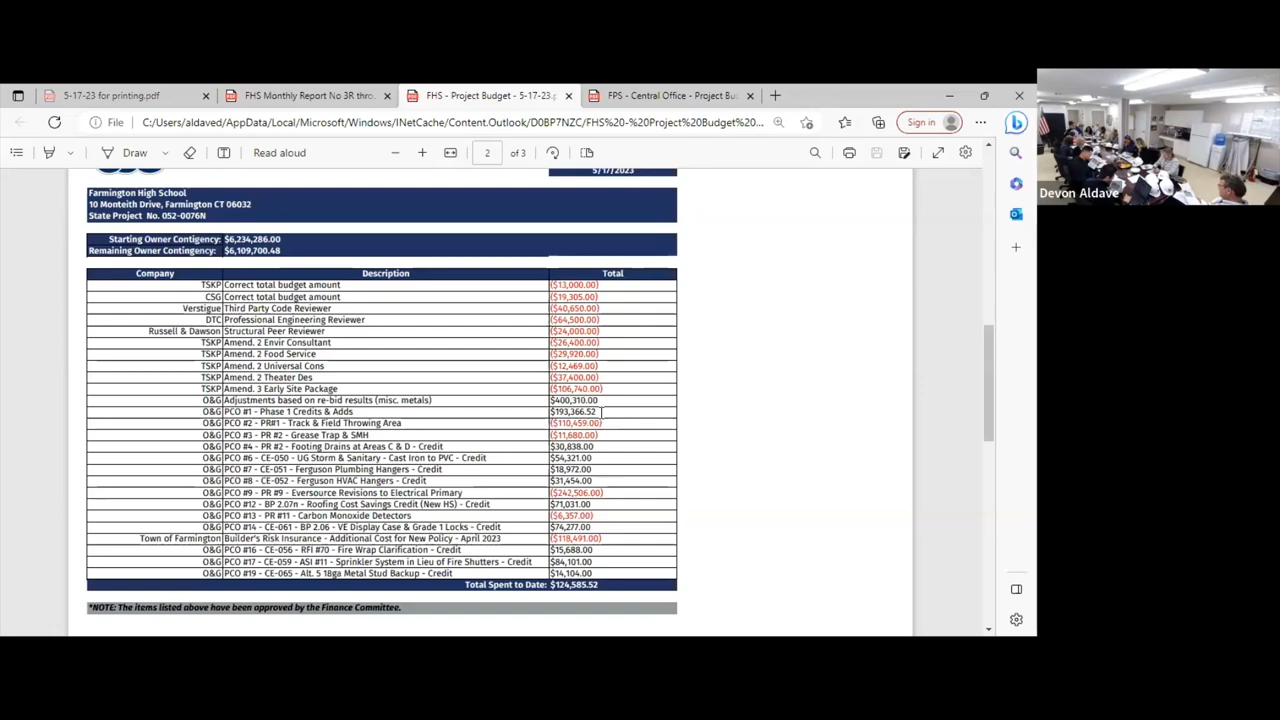 5-17-23 for printing.pdf
FHS Monthly Report No 3R thro...
FHS - Project Budget - 5-17-23.p
FPS - Central Office - Project Bu
File
C:/Users/aldaved/AppData/Local/Microsoft/Windows/INetCache/Content.Outlook/D0BP7NZC/FHS%20-%20Project%20Budget%...
Sign in
Draw
Read aloud
2 of 3
5/17/2023
Farmington High School
10 Monteith Drive, Farmington CT 06032
State Project No. 052-0076N
Starting Owner Contingency: $6,234,286.00
Remaining Owner Contingency: $6,109,700.48
Company Description Total
TSKP Correct total budget amount ($13,000.00)
CSG Correct total budget amount ($19,305.00)
Verstigue Third Party Code Reviewer ($40,650.00)
DTC Professional Engineering Reviewer ($64,500.00)
Russell & Dawson Structural Peer Reviewer ($24,000.00)
TSKP Amend. 2 Envir Consultant ($26,400.00)
TSKP Amend. 2 Food Service ($29,920.00)
TSKP Amend. 2 Universal Cons ($12,469.00)
TSKP Amend. 2 Theater Des ($37,400.00)
TSKP Amend. 3 Early Site Package ($106,740.00)
O&G Adjustments based on re-bid results (misc. metals) $400,310.00
O&G PCO #1 - Phase 1 Credits & Adds $193,366.52
O&G PCO #2 - PR#1 - Track & Field Throwing Area ($110,459.00)
O&G PCO #3 - PR #2 - Grease Trap & SMH ($11,680.00)
O&G PCO #4 - PR #2 - Footing Drains at Areas C & D - Credit $30,838.00
O&G PCO #6 - CE-050 - UG Storm & Sanitary - Cast Iron to PVC - Credit $54,321.00
O&G PCO #7 - CE-051 - Ferguson Plumbing Hangers - Credit $18,972.00
O&G PCO #8 - CE-052 - Ferguson HVAC Hangers - Credit $31,454.00
O&G PCO #9 - PR #9 - Eversource Revisions to Electrical Primary ($242,506.00)
O&G PCO #12 - BP 2.07n - Roofing Cost Savings Credit (New HS) - Credit $71,031.00
O&G PCO #13 - PR #11 - Carbon Monoxide Detectors ($6,357.00)
O&G PCO #14 - CE-061 - BP 2.06 - VE Display Case & Grade 1 Locks - Credit $74,277.00
Town of Farmington Builder's Risk Insurance - Additional Cost for New Policy - April 2023 ($118,491.00)
O&G PCO #16 - CE-056 - RFI #70 - Fire Wrap Clarification - Credit $15,688.00
O&G PCO #17 - CE-059 - ASI #11 - Sprinkler System in Lieu of Fire Shutters - Credit $84,101.00
O&G PCO #19 - CE-065 - Alt. 5 18ga Metal Stud Backup - Credit $14,104.00
Total Spent to Date: $124,585.52
*NOTE: The items listed above have been approved by the Finance Committee.
Devon Aldave